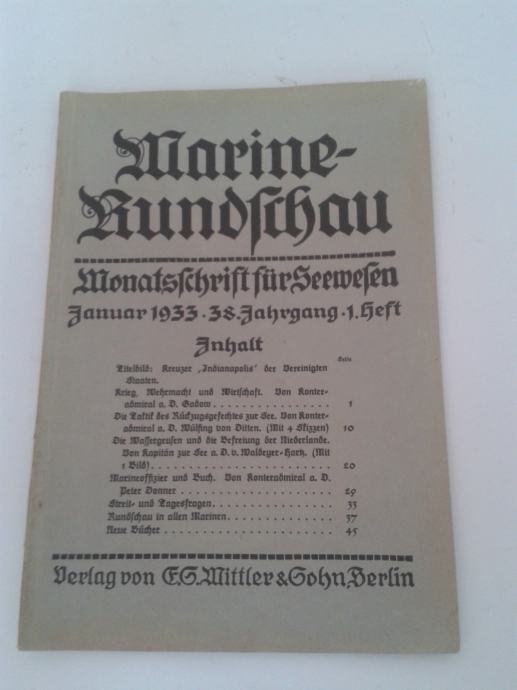 Marine-
Rundschau
Monatsschrift für Seewesen
Januar 1933 · 38. Jahrgang · 1. Heft
Inhalt
Seite
Titelbild: Kreuzer „Indianapolis“ der Vereinigten
Staaten.
Krieg, Wehrmacht und Wirtschaft. Von Konter-
admiral a. D. Gadow . . . . . . . . . . . . . . . . 1
Die Taktik des Rückzugsgefechtes zur See. Von Konter-
admiral a. D. Wülfing von Ditten. (Mit 4 Skizzen) 10
Die Wassergeusen und die Befreiung der Niederlande.
Von Kapitän zur See a. D. v. Waldeyer-Hartz. (Mit
1 Bild) . . . . . . . . . . . . . . . . . . . . . . . . 20
Marineoffizier und Buch. Von Konteradmiral a. D.
Peter Donner . . . . . . . . . . . . . . . . . . . . . 29
Streit- und Tagesfragen . . . . . . . . . . . . . . . . 33
Rundschau in allen Marinen . . . . . . . . . . . . . . 37
Neue Bücher . . . . . . . . . . . . . . . . . . . . . . 45
Verlag von E. S. Mittler & Sohn, Berlin